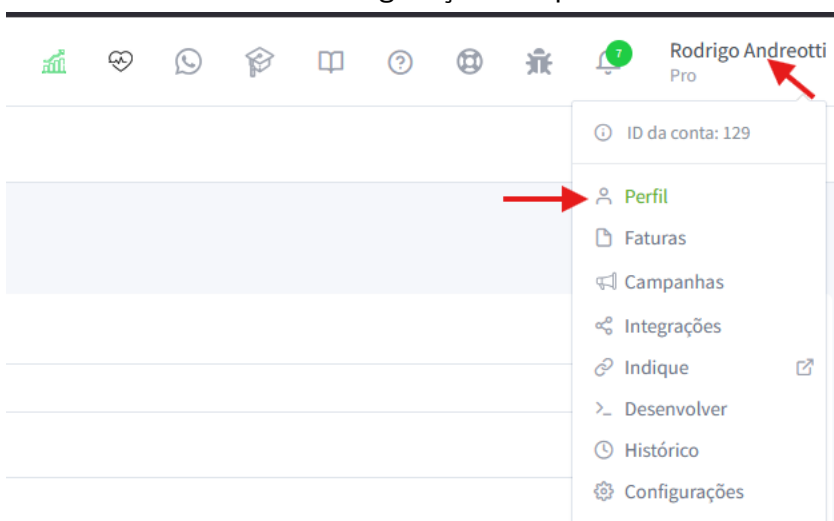 7
Rodrigo Andreotti
Pro
ID da conta: 129
Perfil
Faturas
Campanhas
Integrações
Indique
Desenvolver
Histórico
Configurações